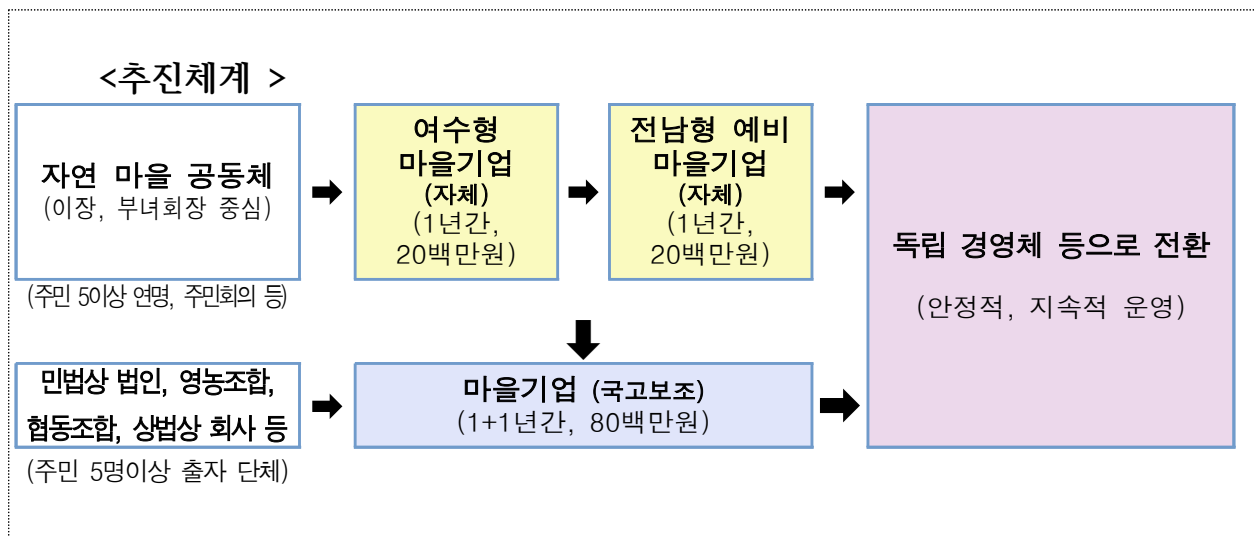 <추진체계 >
자연 마을 공동체
(이장, 부녀회장 중심)
(주민 5이상 연명, 주민회의 등)
여수형
마을기업
(자체)
(1년간,
20백만원)
전남형 예비
마을기업
(자체)
(1년간,
20백만원)
독립 경영체 등으로 전환
(안정적, 지속적 운영)
민법상 법인, 영농조합,
협동조합, 상법상 회사 등
(주민 5명이상 출자 단체)
마을기업 (국고보조)
(1+1년간, 80백만원)